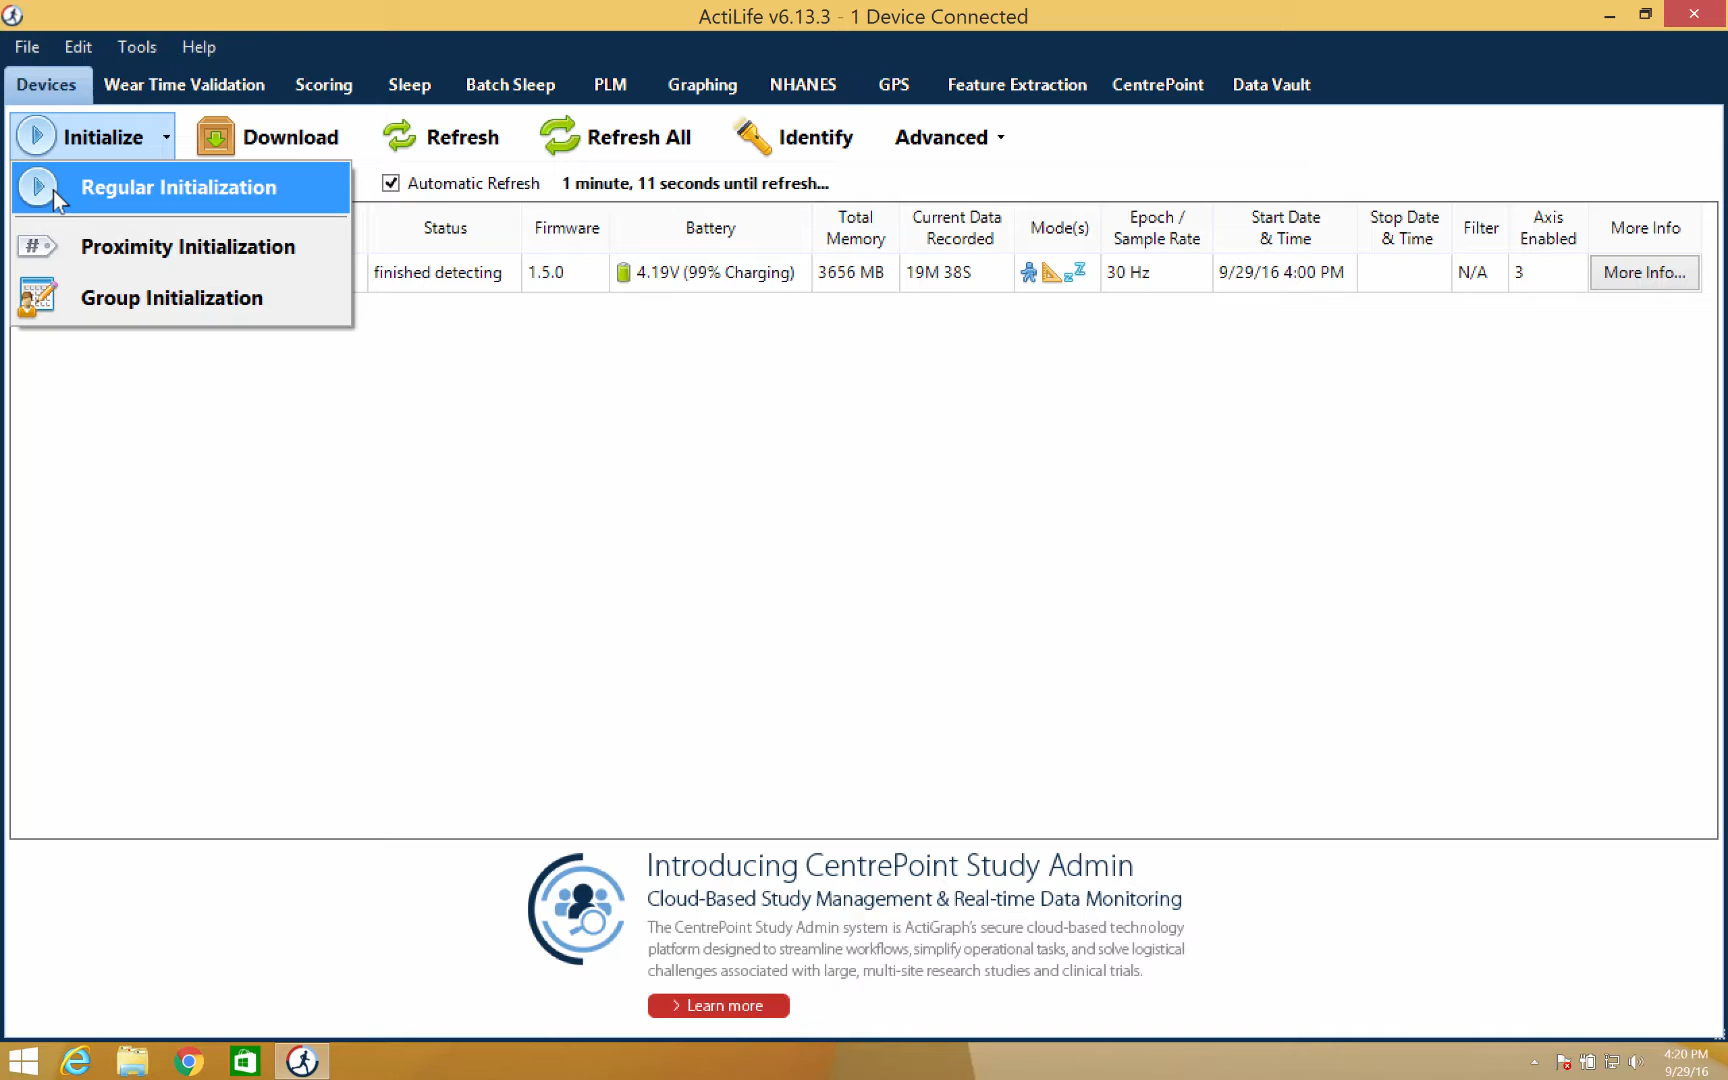 ActiLife v6.13.3 - 1 Device Connected
File Edit Tools Help
Devices Wear Time Validation Scoring Sleep Batch Sleep PLM Graphing NHANES GPS Feature Extraction CentrePoint Data Vault
Initialize Download Refresh Refresh All Identify Advanced
Regular Initialization
Proximity Initialization
Group Initialization
Automatic Refresh 1 minute, 11 seconds until refresh...
Status Firmware Battery Total Memory Current Data Recorded Mode(s) Epoch / Sample Rate Start Date & Time Stop Date & Time Filter Axis Enabled More Info
finished detecting 1.5.0 4.19V (99% Charging) 3656 MB 19M 38S 30 Hz 9/29/16 4:00 PM N/A 3 More Info...
Introducing CentrePoint Study Admin
Cloud-Based Study Management & Real-time Data Monitoring
The CentrePoint Study Admin system is ActiGraph's secure cloud-based technology
platform designed to streamline workflows, simplify operational tasks, and solve logistical
challenges associated with large, multi-site research studies and clinical trials.
> Learn more
4:20 PM
9/29/16